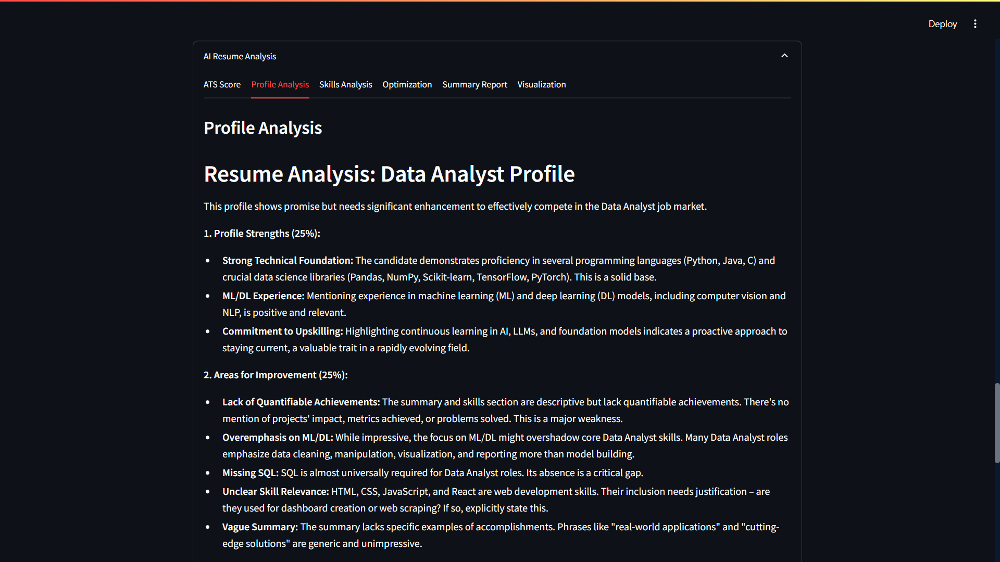 Deploy
AI Resume Analysis
ATS Score Profile Analysis Skills Analysis Optimization Summary Report Visualization
Profile Analysis
Resume Analysis: Data Analyst Profile
This profile shows promise but needs significant enhancement to effectively compete in the Data Analyst job market.
1. Profile Strengths (25%):
• Strong Technical Foundation: The candidate demonstrates proficiency in several programming languages (Python, Java, C) and
crucial data science libraries (Pandas, NumPy, Scikit-learn, TensorFlow, PyTorch). This is a solid base.
• ML/DL Experience: Mentioning experience in machine learning (ML) and deep learning (DL) models, including computer vision and
NLP, is positive and relevant.
• Commitment to Upskilling: Highlighting continuous learning in AI, LLMs, and foundation models indicates a proactive approach to
staying current, a valuable trait in a rapidly evolving field.
2. Areas for Improvement (25%):
• Lack of Quantifiable Achievements: The summary and skills section are descriptive but lack quantifiable achievements. There's no
mention of projects' impact, metrics achieved, or problems solved. This is a major weakness.
• Overemphasis on ML/DL: While impressive, the focus on ML/DL might overshadow core Data Analyst skills. Many Data Analyst roles
emphasize data cleaning, manipulation, visualization, and reporting more than model building.
• Missing SQL: SQL is almost universally required for Data Analyst roles. Its absence is a critical gap.
• Unclear Skill Relevance: HTML, CSS, JavaScript, and React are web development skills. Their inclusion needs justification – are
they used for dashboard creation or web scraping? If so, explicitly state this.
• Vague Summary: The summary lacks specific examples of accomplishments. Phrases like "real-world applications" and "cutting-
edge solutions" are generic and unimpressive.